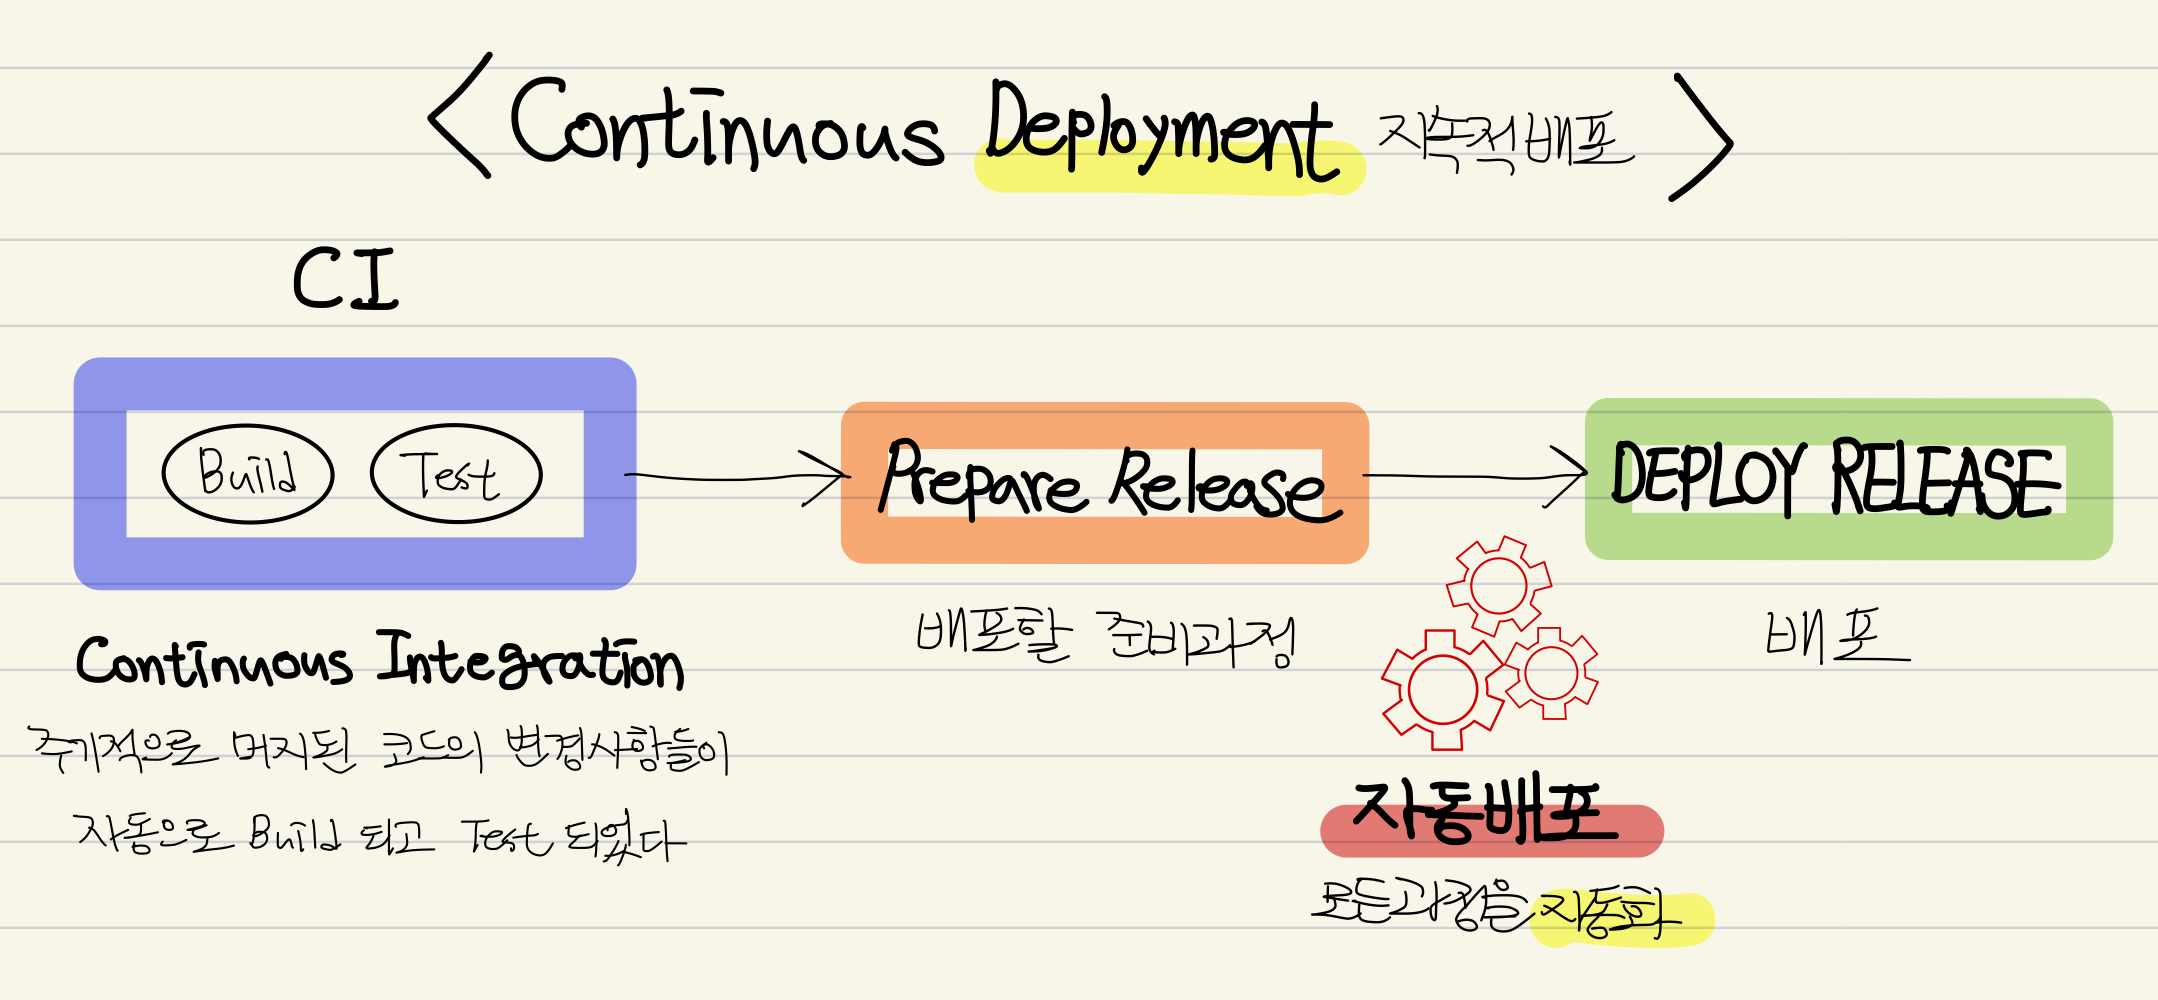 < Continuous Deployment 지속적 배포 >
CI
Build Test
Prepare Release
DEPLOY RELEASE
Continuous Integration
주기적으로 머지된 코드의 변경사항들이
자동으로 Build 되고 Test 되었다
배포할 준비과정
배포
자동배포
모든과정을 자동화